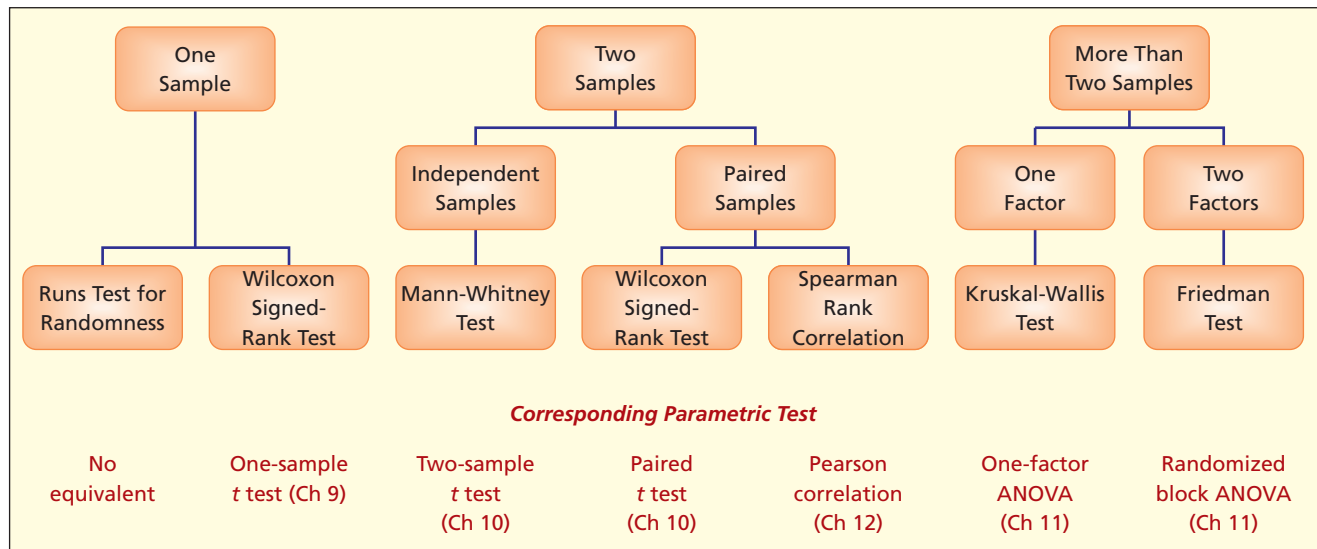 One
Sample
Two
Samples
More Than
Two Samples
Independent
Samples
Paired
Samples
One
Factor
Two
Factors
Runs Test for
Randomness
Wilcoxon
Signed-
Rank Test
Mann-Whitney
Test
Wilcoxon
Signed-
Rank Test
Spearman
Rank
Correlation
Kruskal-Wallis
Test
Friedman
Test
Corresponding Parametric Test
No
equivalent
One-sample
t test (Ch 9)
Two-sample
t test
(Ch 10)
Paired
t test
(Ch 10)
Pearson
correlation
(Ch 12)
One-factor
ANOVA
(Ch 11)
Randomized
block ANOVA
(Ch 11)